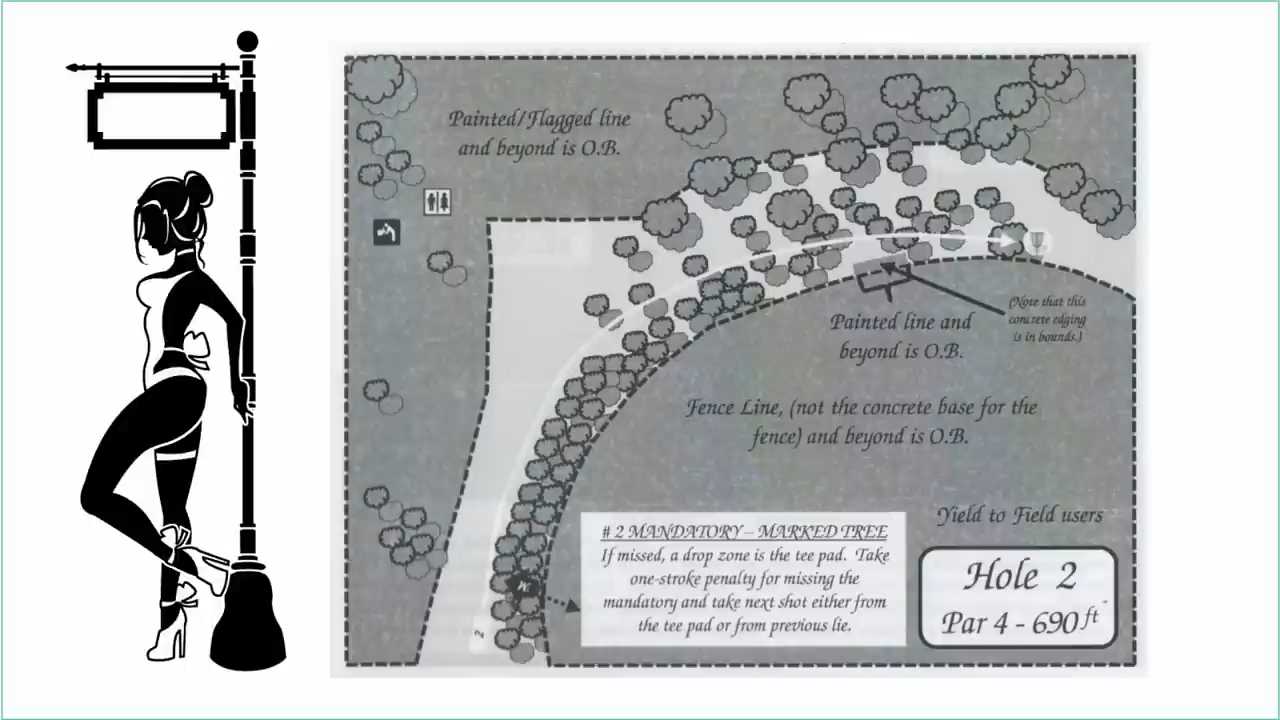 Painted/Flagged line
and beyond is O.B.
(Note that this
concrete edging
is in bounds.)
Painted line and
beyond is O.B.
Fence Line, (not the concrete base for the
fence) and beyond is O.B.
Yield to Field users
# 2 MANDATORY – MARKED TREE
If missed, a drop zone is the tee pad. Take
one-stroke penalty for missing the
mandatory and take next shot either from
the tee pad or from previous lie.
Hole 2
Par 4 - 690 ft
M
2